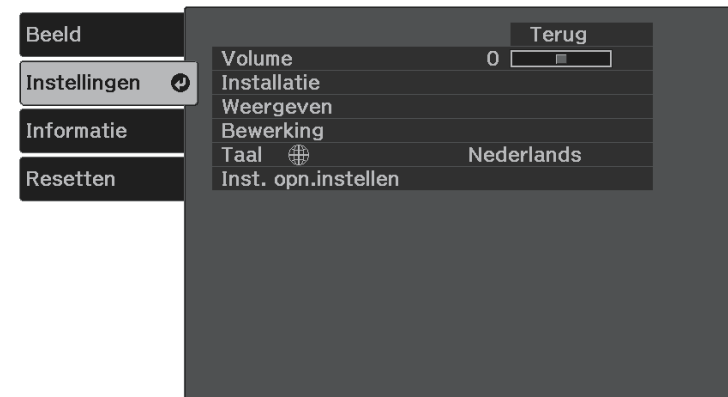 Beeld
Instellingen
Informatie
Resetten
Terug
Volume 0
Installatie
Weergeven
Bewerking
Taal Nederlands
Inst. opn.instellen